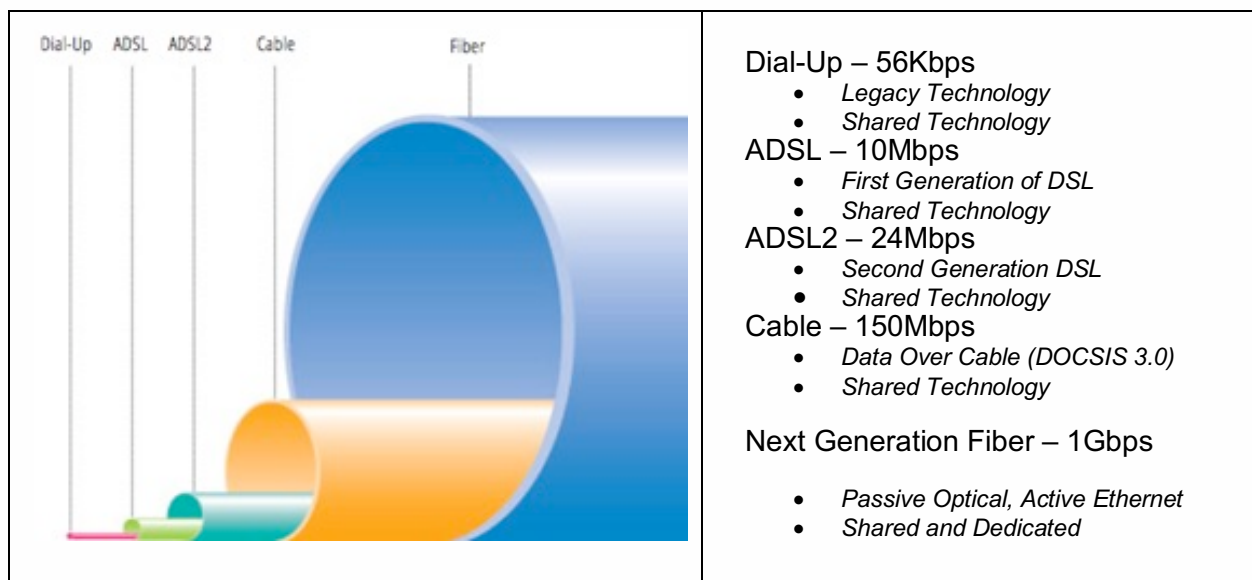 Dial-Up ADSL ADSL2 Cable Fiber
Dial-Up – 56Kbps
• Legacy Technology
• Shared Technology
ADSL – 10Mbps
• First Generation of DSL
• Shared Technology
ADSL2 – 24Mbps
• Second Generation DSL
• Shared Technology
Cable – 150Mbps
• Data Over Cable (DOCSIS 3.0)
• Shared Technology
Next Generation Fiber – 1Gbps
• Passive Optical, Active Ethernet
• Shared and Dedicated